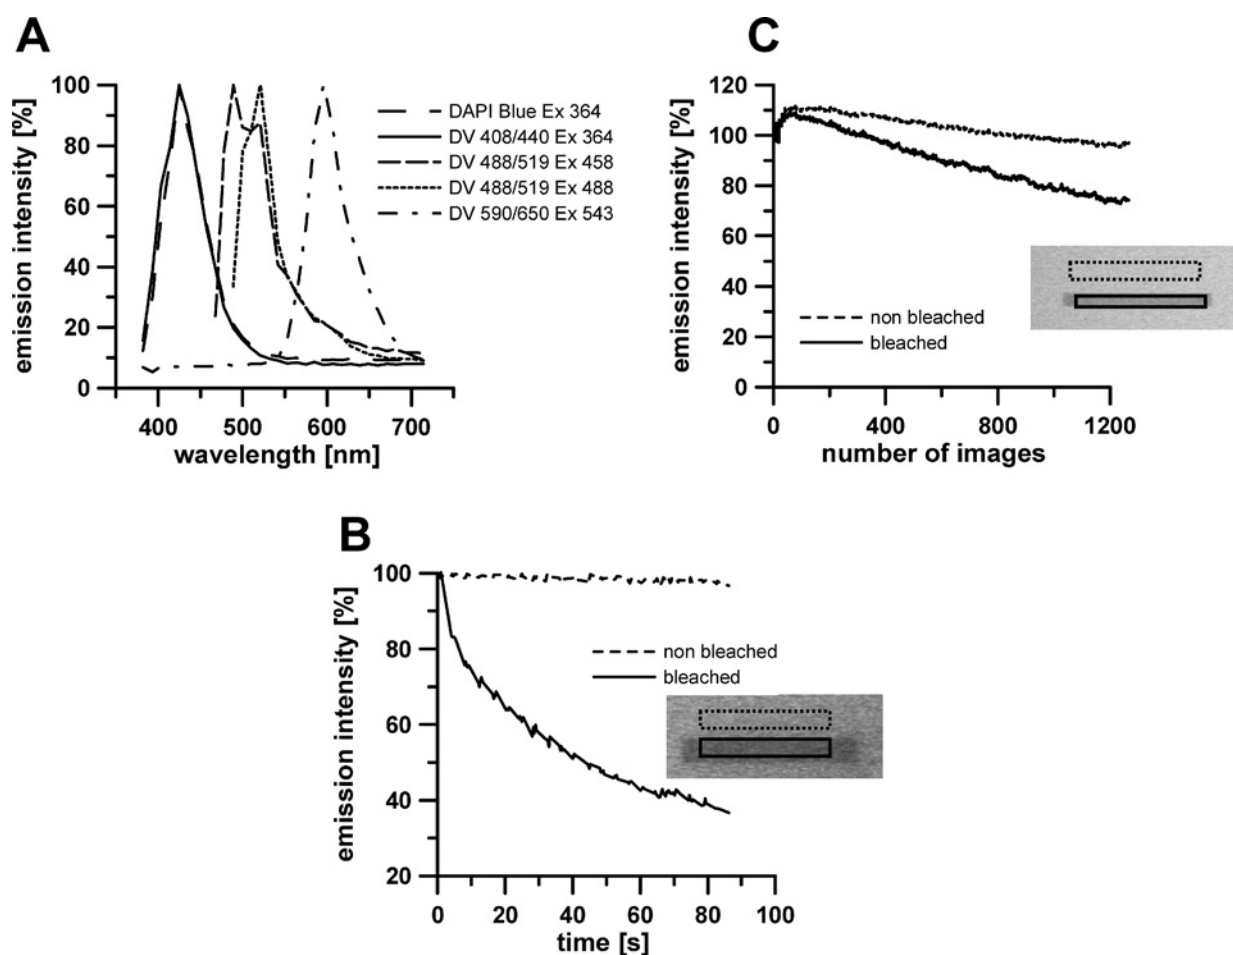 A
emission intensity [%]
100
80
60
40
20
0
400
500
600
700
wavelength [nm]
DAPI Blue Ex 364
DV 408/440 Ex 364
DV 488/519 Ex 458
DV 488/519 Ex 488
DV 590/650 Ex 543
C
emission intensity [%]
120
100
80
60
40
20
0
0
400
800
1200
number of images
non bleached
bleached
B
emission intensity [%]
100
80
60
40
20
0
20
40
60
80
100
time [s]
non bleached
bleached